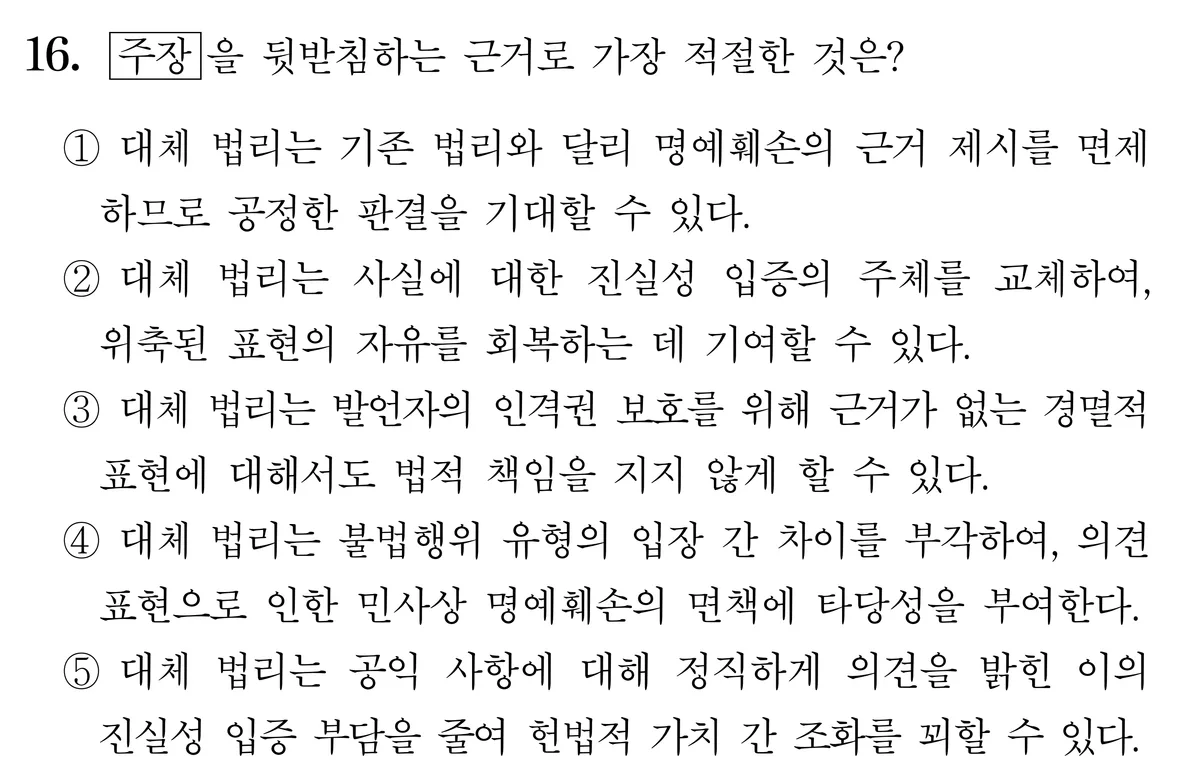 16. 주장을 뒷받침하는 근거로 가장 적절한 것은?
① 대체 법리는 기존 법리와 달리 명예훼손의 근거 제시를 면제
하므로 공정한 판결을 기대할 수 있다.
② 대체 법리는 사실에 대한 진실성 입증의 주체를 교체하여,
위축된 표현의 자유를 회복하는 데 기여할 수 있다.
③ 대체 법리는 발언자의 인격권 보호를 위해 근거가 없는 경멸적
표현에 대해서도 법적 책임을 지지 않게 할 수 있다.
④ 대체 법리는 불법행위 유형의 입장 간 차이를 부각하여, 의견
표현으로 인한 민사상 명예훼손의 면책에 타당성을 부여한다.
⑤ 대체 법리는 공익 사항에 대해 정직하게 의견을 밝힌 이의
진실성 입증 부담을 줄여 헌법적 가치 간 조화를 꾀할 수 있다.